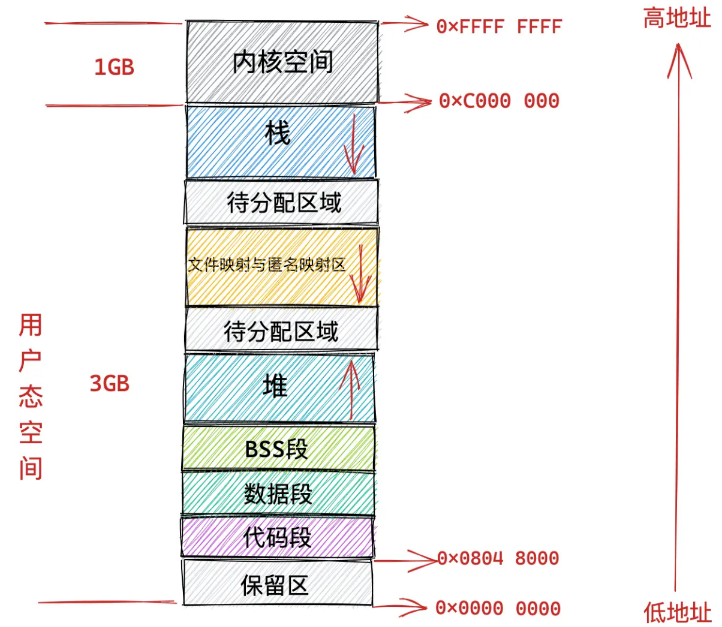 高地址
0×FFFF FFFF
内核空间
1GB
0×C000 000
栈
待分配区域
文件映射与匿名映射区
待分配区域
用户态空间
3GB
堆
BSS段
数据段
代码段
0×0804 8000
保留区
0×0000 0000
低地址